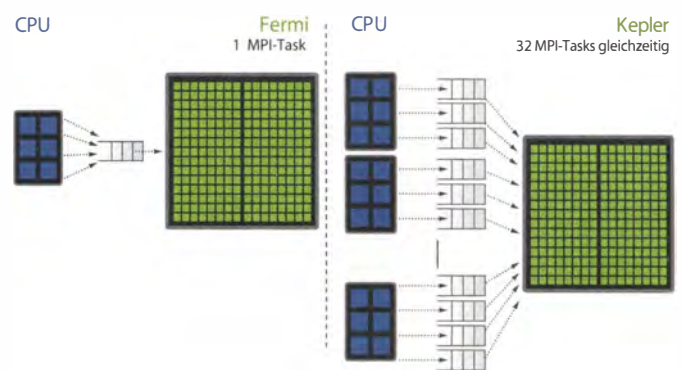 CPU
Fermi
1 MPI-Task
CPU
Kepler
32 MPI-Tasks gleichzeitig